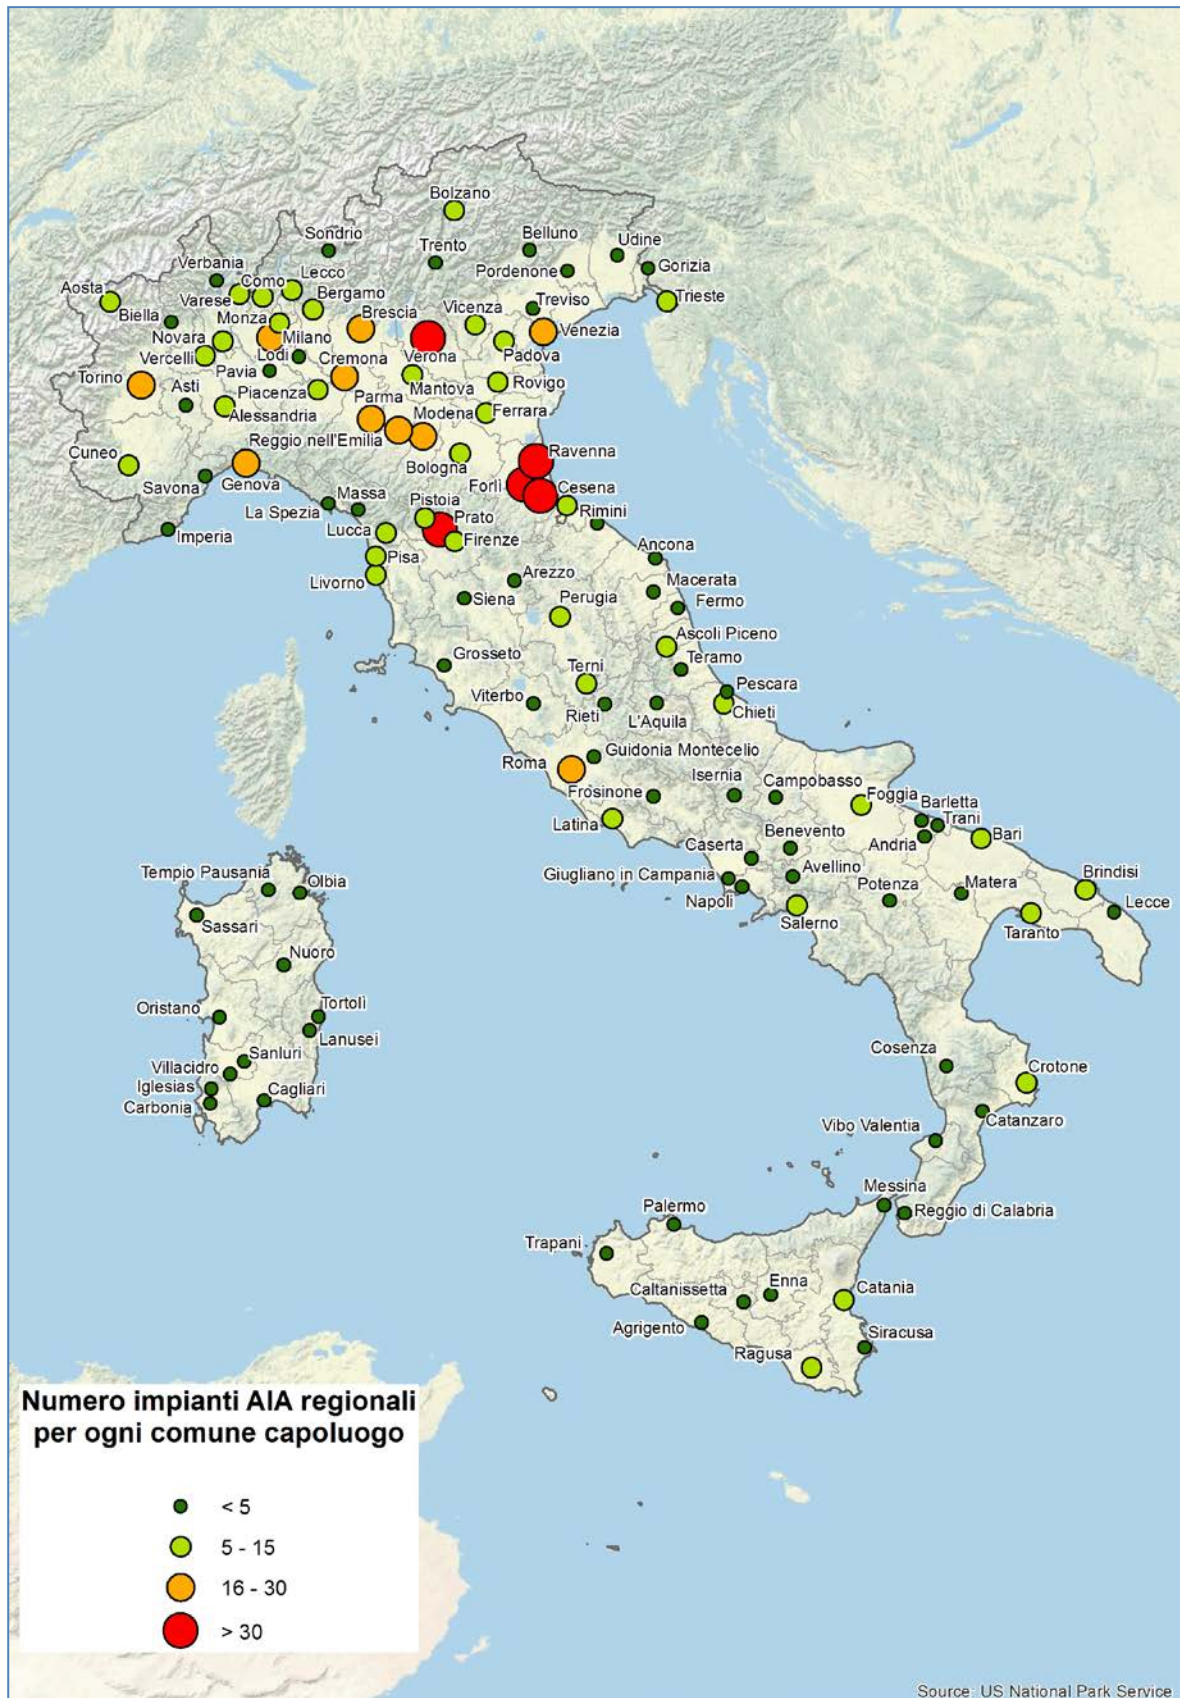 Bolzano
Sondrio
Trento
Belluno
Udine
Pordenone
Gorizia
Verbania
Como
Lecco
Aosta
Varese
Bergamo
Vicenza
Treviso
Trieste
Biella
Monza
Brescia
Venezia
Novara
Milano
Verona
Padova
Vercelli
Lodi
Cremona
Torino
Asti
Pavia
Piacenza
Mantova
Rovigo
Parma
Alessandria
Modena
Ferrara
Reggio nell'Emilia
Cuneo
Bologna
Ravenna
Savona
Genova
Forlì
Cesena
Massa
Pistoia
La Spezia
Prato
Rimini
Imperia
Lucca
Firenze
Pisa
Ancona
Livorno
Arezzo
Macerata
Siena
Perugia
Fermo
Ascoli Piceno
Grosseto
Terni
Teramo
Viterbo
Pescara
Rieti
L'Aquila
Chieti
Roma
Guidonia Montecelio
Isernia
Campobasso
Frosinone
Foggia
Barletta
Latina
Trani
Benevento
Andria
Bari
Caserta
Tempio Pausania
Olbia
Giugliano in Campania
Avellino
Potenza
Matera
Brindisi
Napoli
Lecce
Sassari
Salerno
Taranto
Nuoro
Oristano
Tortolì
Lanusei
Sanluri
Cosenza
Villacidro
Crotone
Iglesias
Cagliari
Carbonia
Catanzaro
Vibo Valentia
Messina
Palermo
Reggio di Calabria
Trapani
Enna
Caltanissetta
Catania
Agrigento
Siracusa
Ragusa
Numero impianti AIA regionali
per ogni comune capoluogo
< 5
5 - 15
16 - 30
> 30
Source: US National Park Service